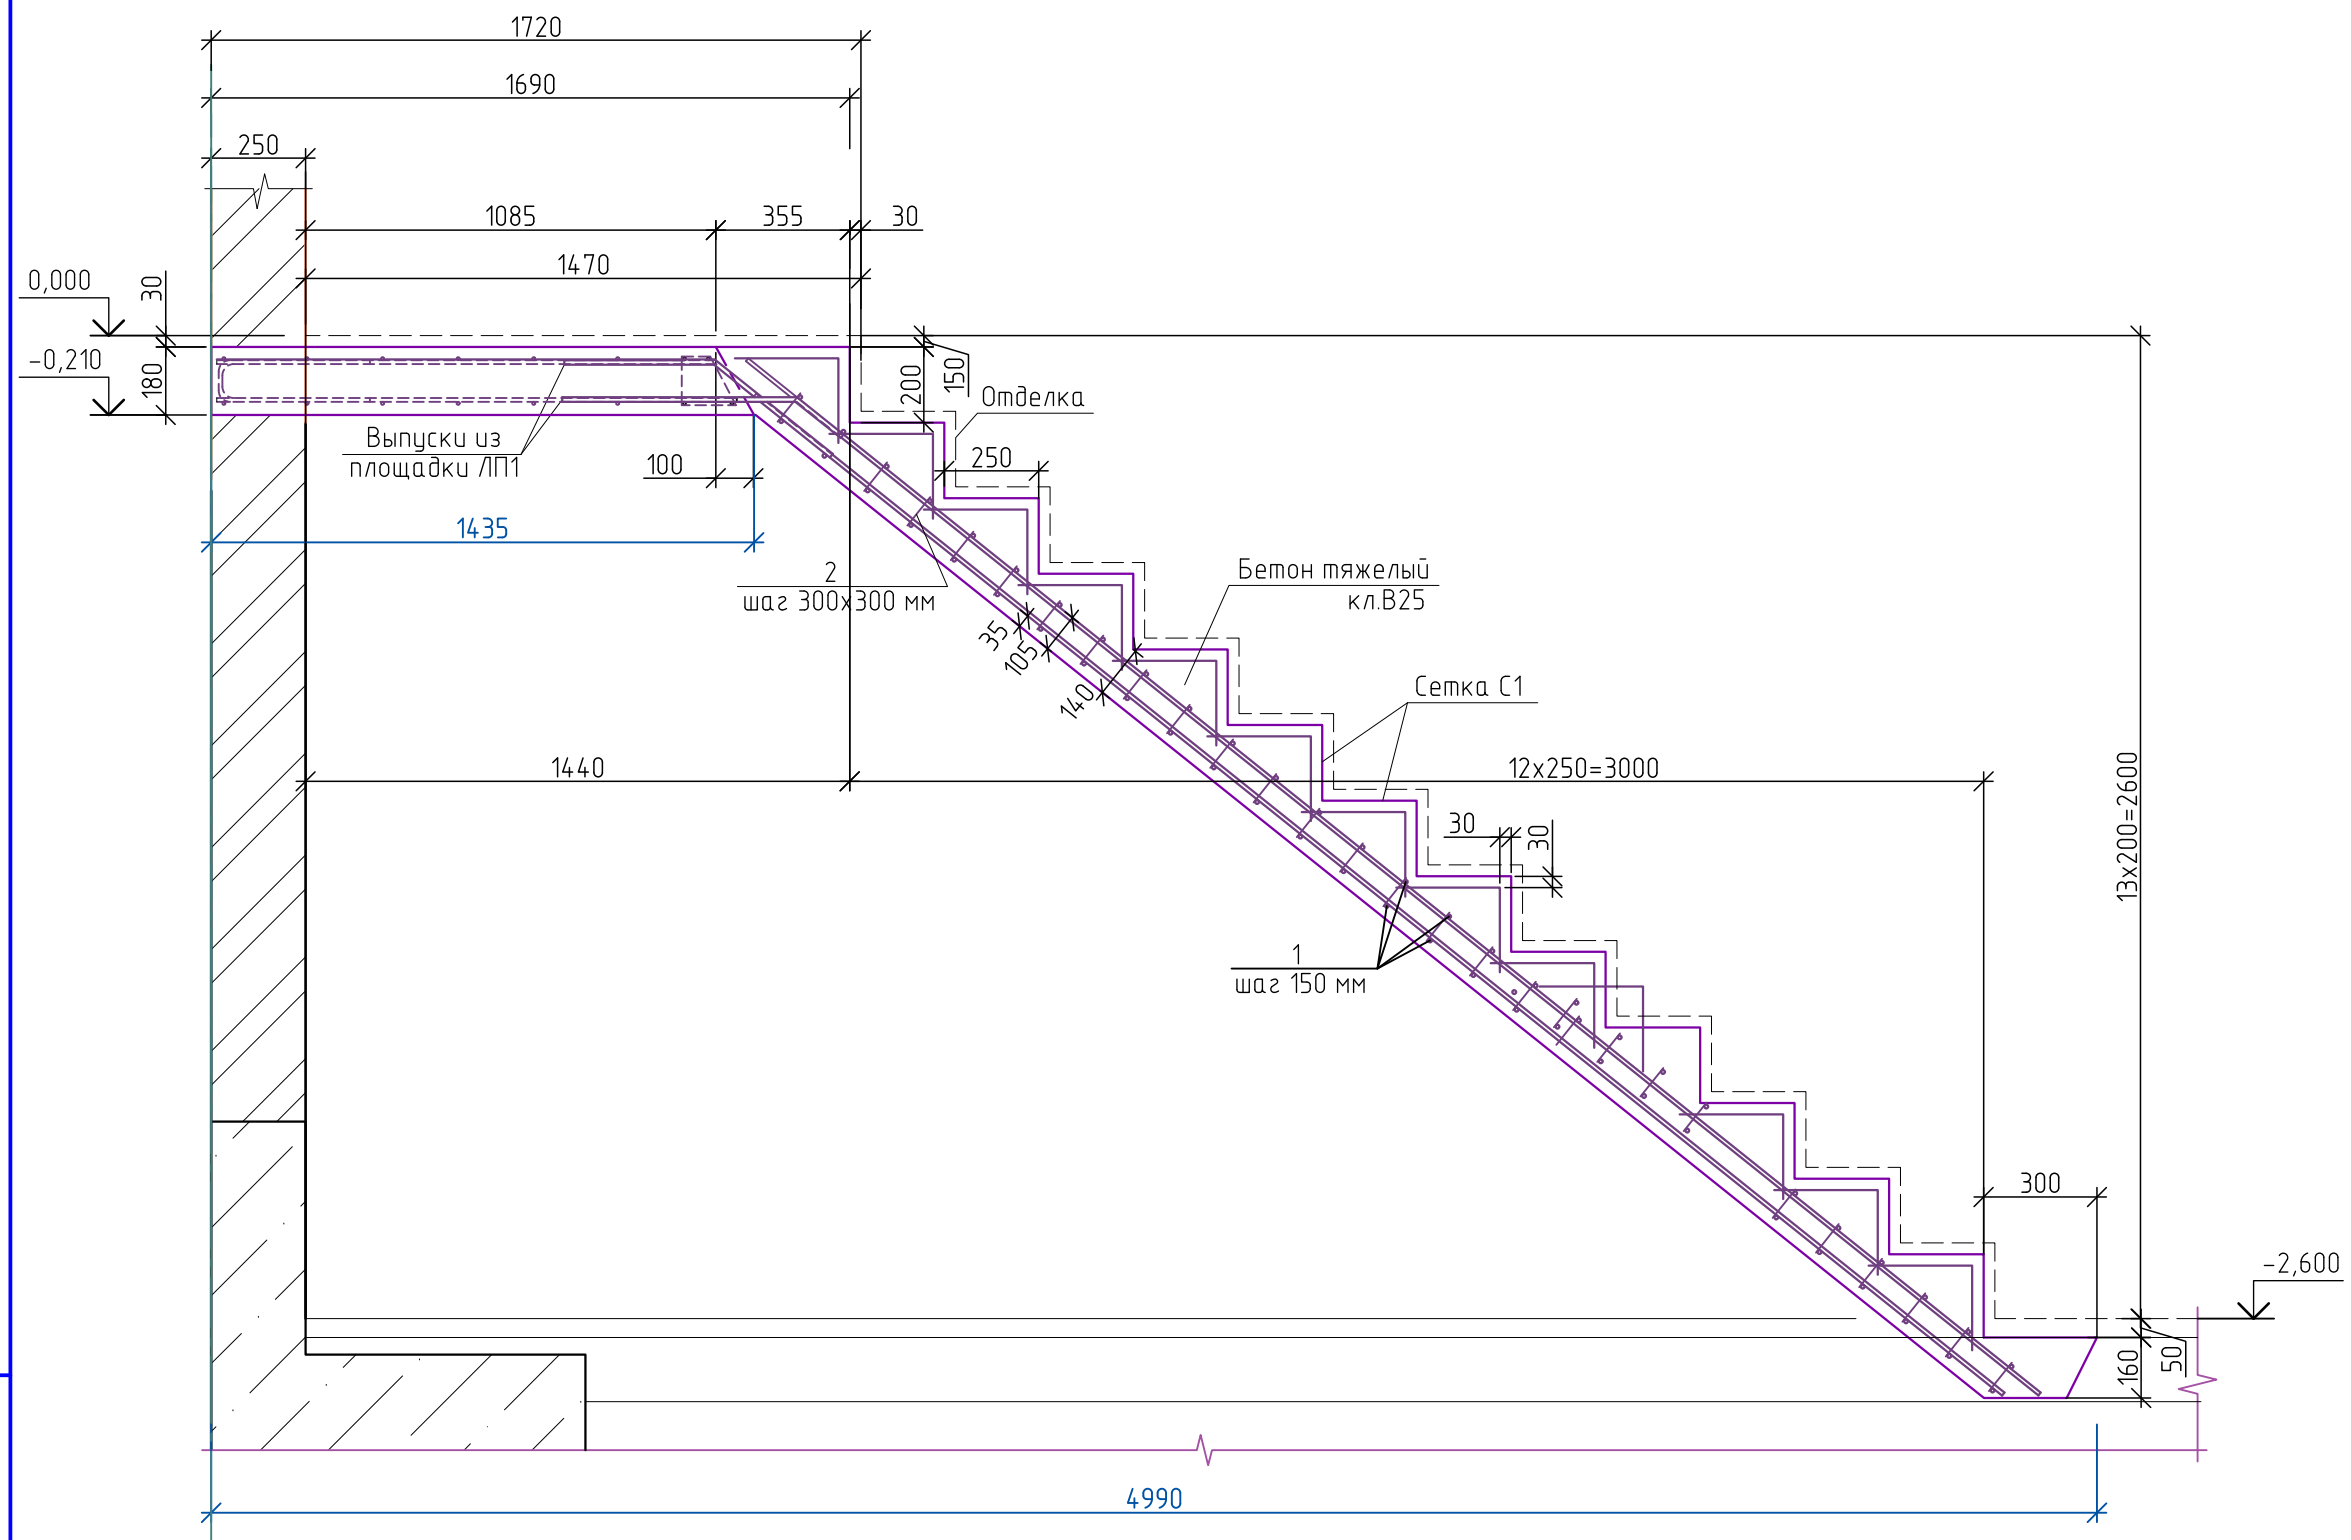 1720
1690
250
1085
355
30
1470
0,000
30
-0,210
180
200
150
Отделка
Выпуски из
площадки ЛП1
100
250
1435
2
шаг 300х300 мм
Бетон тяжелый
кл.В25
35
105
140
Сетка С1
1440
12х250=3000
13х200=2600
30
30
1
шаг 150 мм
300
-2,600
160
50
4990